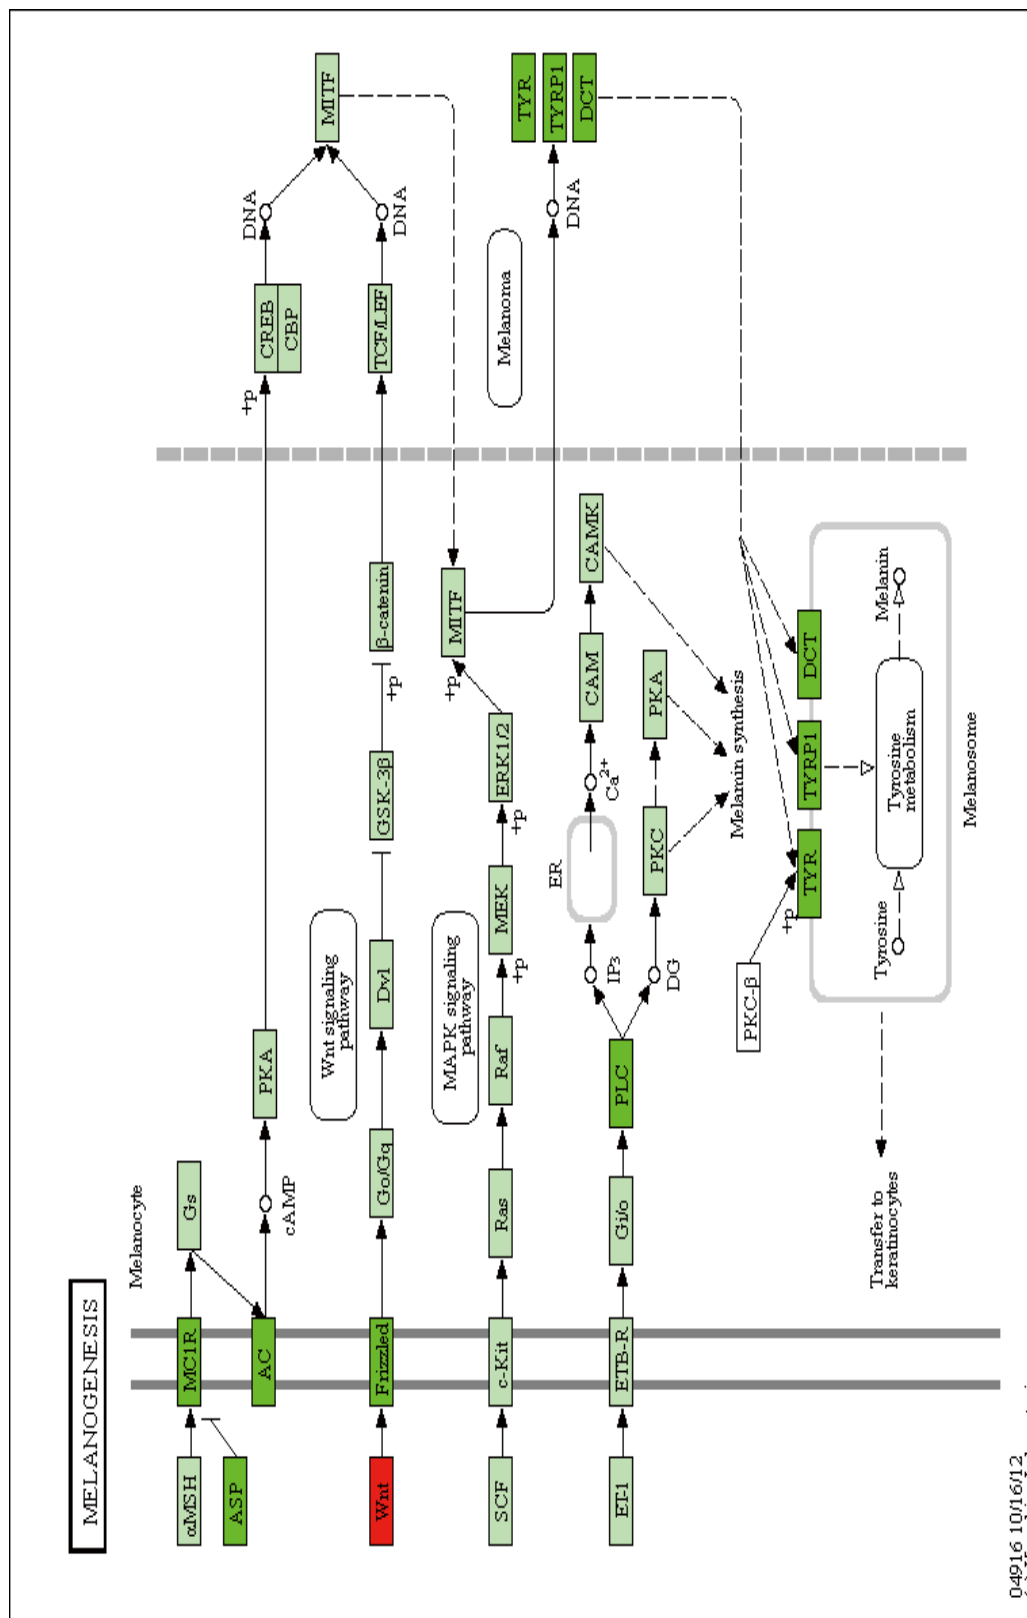 MELANOGENESIS
Melanocyte
αMSH
MC1R
Gs
ASP
AC
cAMP
PKA
+p
CREB
CBP
DNA
MITF
Wnt signaling
pathway
Wnt
Frizzled
Go/Gq
Dvl
GSK-3β
+p
β-catenin
TCF/LEF
DNA
MAPK signaling
pathway
+p
MITF
SCF
c-Kit
Ras
Raf
+p
MEK
+p
ERK1/2
Melanoma
TYR
TYRP1
DCT
DNA
ER
ET-1
ETB-R
Gi/o
PLC
IP3
Ca2+
CAM
CAMK
DG
PKC
PKA
Melamin synthesis
PKC-β
+p
TYR
TYRP1
DCT
Tyrosine
Tyrosine
metabolism
Melanin
Melanosome
Transfer to
keratinocytes
04916 10/16/12